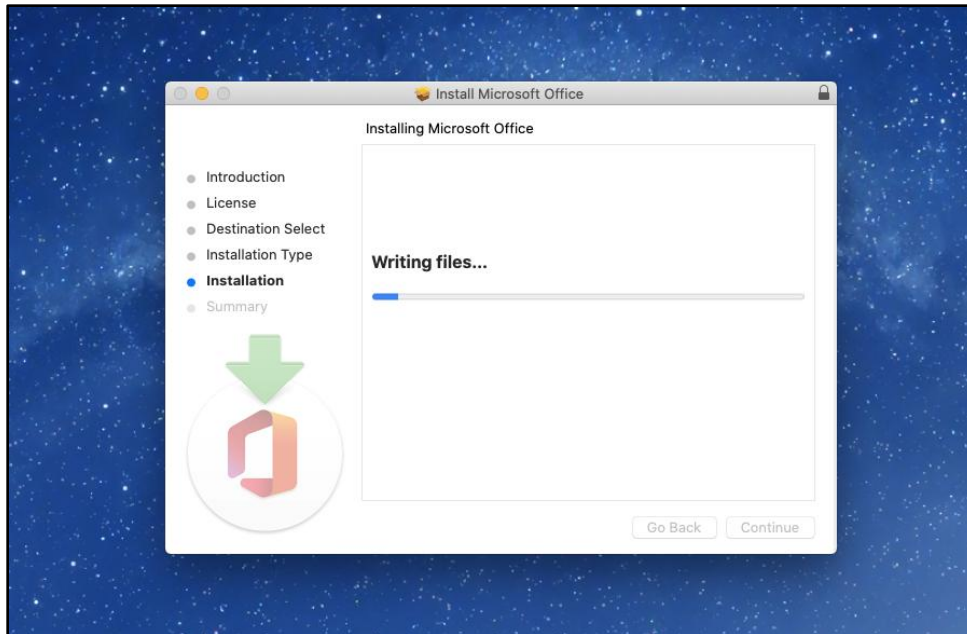 Install Microsoft Office
Installing Microsoft Office
Introduction
License
Destination Select
Installation Type
Installation
Summary
Writing files...
Go Back
Continue